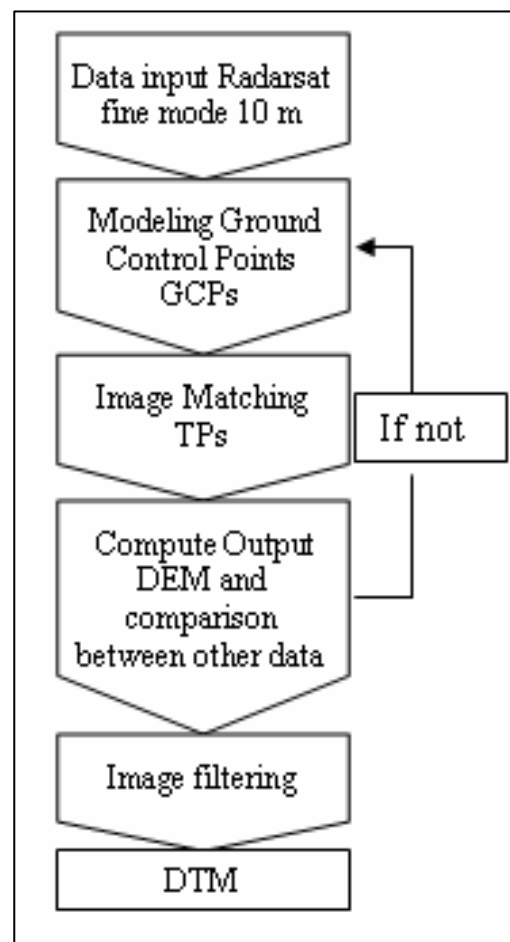 Data input Radarsat
fine mode 10 m
Modeling Ground
Control Points
GCPs
Image Matching
TPs
If not
Compute Output
DEM and
comparison
between other data
Image filtering
DTM